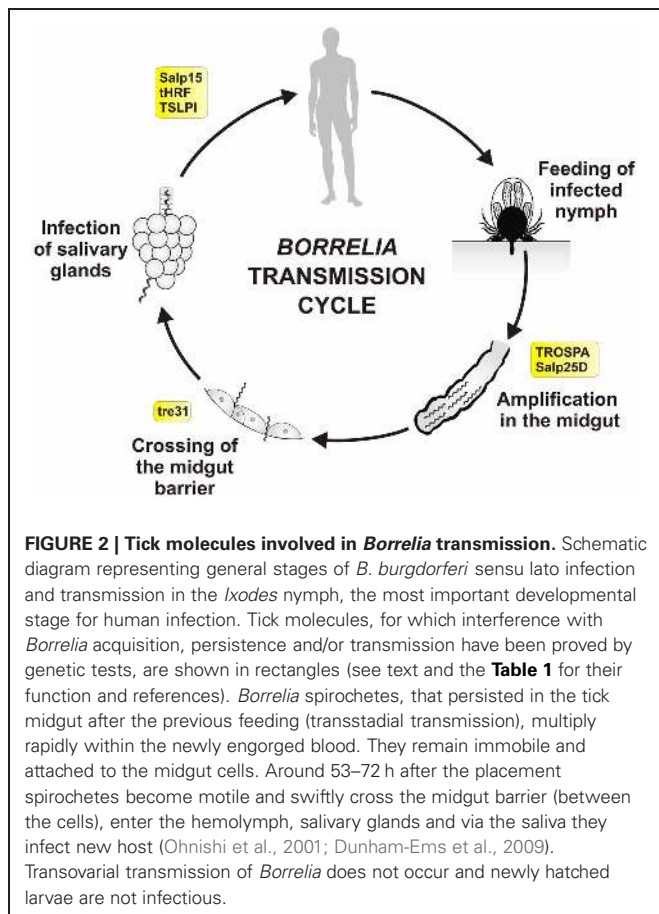 Salp15
tHRF
TSLPI
Feeding of
infected
nymph
Infection
of salivary
glands
BORRELIA
TRANSMISSION
CYCLE
TROSPA
Salp25D
Amplification
in the midgut
tre31
Crossing of
the midgut
barrier
FIGURE 2 | Tick molecules involved in Borrelia transmission. Schematic
diagram representing general stages of B. burgdorferi sensu lato infection
and transmission in the Ixodes nymph, the most important developmental
stage for human infection. Tick molecules, for which interference with
Borrelia acquisition, persistence and/or transmission have been proved by
genetic tests, are shown in rectangles (see text and the Table 1 for their
function and references). Borrelia spirochetes, that persisted in the tick
midgut after the previous feeding (transstadial transmission), multiply
rapidly within the newly engorged blood. They remain immobile and
attached to the midgut cells. Around 53–72 h after the placement
spirochetes become motile and swiftly cross the midgut barrier (between
the cells), enter the hemolymph, salivary glands and via the saliva they
infect new host (Ohnishi et al., 2001; Dunham-Ems et al., 2009).
Transovarial transmission of Borrelia does not occur and newly hatched
larvae are not infectious.